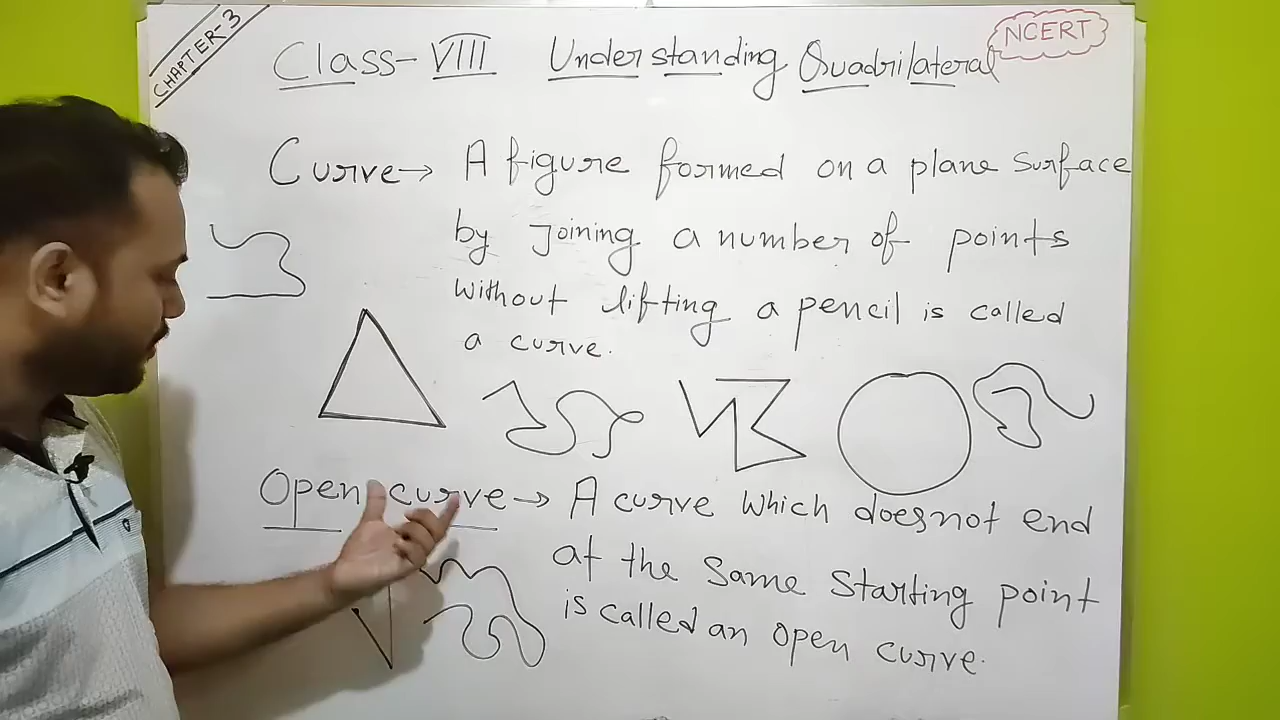 CHAPTER-3
Class-VIII Understanding Quadrilateral
NCERT
Curve→ A figure formed on a plane surface
by Joining a number of points
without lifting a pencil is called
a curve.
Open curve→ A curve which doesnot end
at the same starting point
is called an open curve.